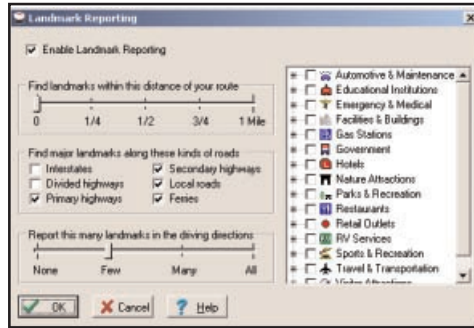 Landmark Reporting
Enable Landmark Reporting
Find landmarks within this distance of your route
0 1/4 1/2 3/4 1 Mile
Find major landmarks along these kinds of roads
Interstates Secondary highways
Divided highways Local roads
Primary highways Ferries
Report this many landmarks in the driving directions
None Few Many All
OK Cancel Help
Automotive & Maintenance
Educational Institutions
Emergency & Medical
Facilities & Buildings
Gas Stations
Government
Hotels
Nature Attractions
Parks & Recreation
Restaurants
Retail Outlets
RV Services
Sports & Recreation
Travel & Transportation